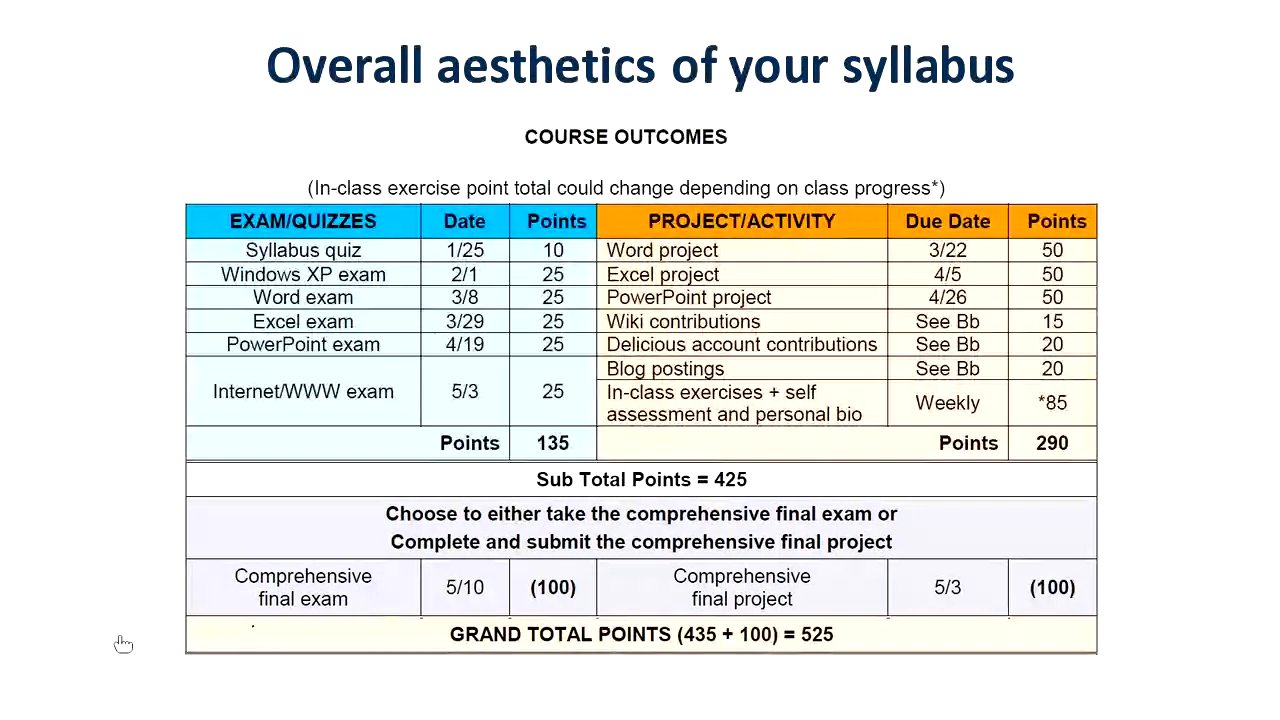 Overall aesthetics of your syllabus
COURSE OUTCOMES
(In-class exercise point total could change depending on class progress*)
EXAM/QUIZZES Date Points PROJECT/ACTIVITY Due Date Points
Syllabus quiz 1/25 10 Word project 3/22 50
Windows XP exam 2/1 25 Excel project 4/5 50
Word exam 3/8 25 PowerPoint project 4/26 50
Excel exam 3/29 25 Wiki contributions See Bb 15
PowerPoint exam 4/19 25 Delicious account contributions See Bb 20
Internet/WWW exam 5/3 25 Blog postings See Bb 20
In-class exercises + self
assessment and personal bio Weekly *85
Points 135 Points 290
Sub Total Points = 425
Choose to either take the comprehensive final exam or
Complete and submit the comprehensive final project
Comprehensive
final exam 5/10 (100) Comprehensive
final project 5/3 (100)
GRAND TOTAL POINTS (435 + 100) = 525